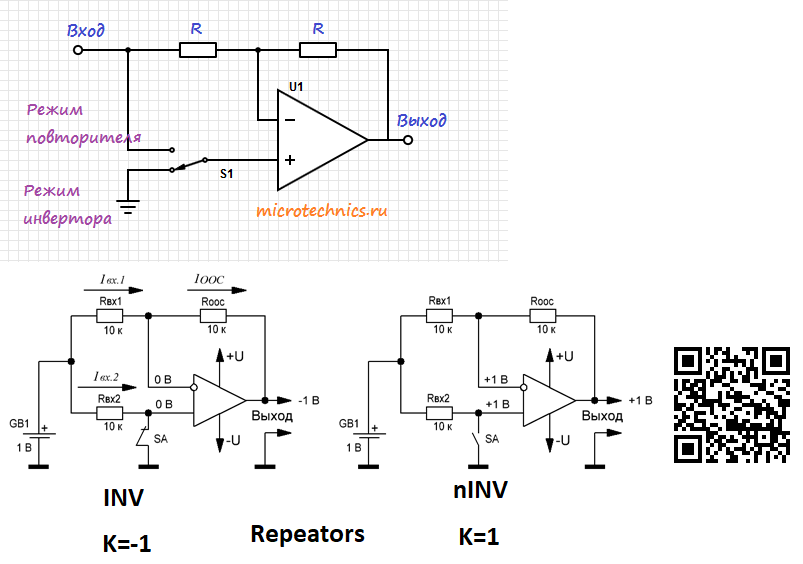 Вход
R
R
U1
Режим
повторителя
Выход
S1
Режим
инвертора
microtechnics.ru
Iвх.1
IООС
Rвх1
10 к
Rоос
10 к
Rвх1
10 к
Rоос
10 к
+U
+U
Iвх.2
0 В
0 В
-1 В
+1 В
+1 В
+1 В
Rвх2
10 к
Выход
Rвх2
10 к
Выход
GB1
+
1 В
SA
-U
GB1
+
1 В
SA
-U
INV
K=-1
Repeators
nINV
K=1